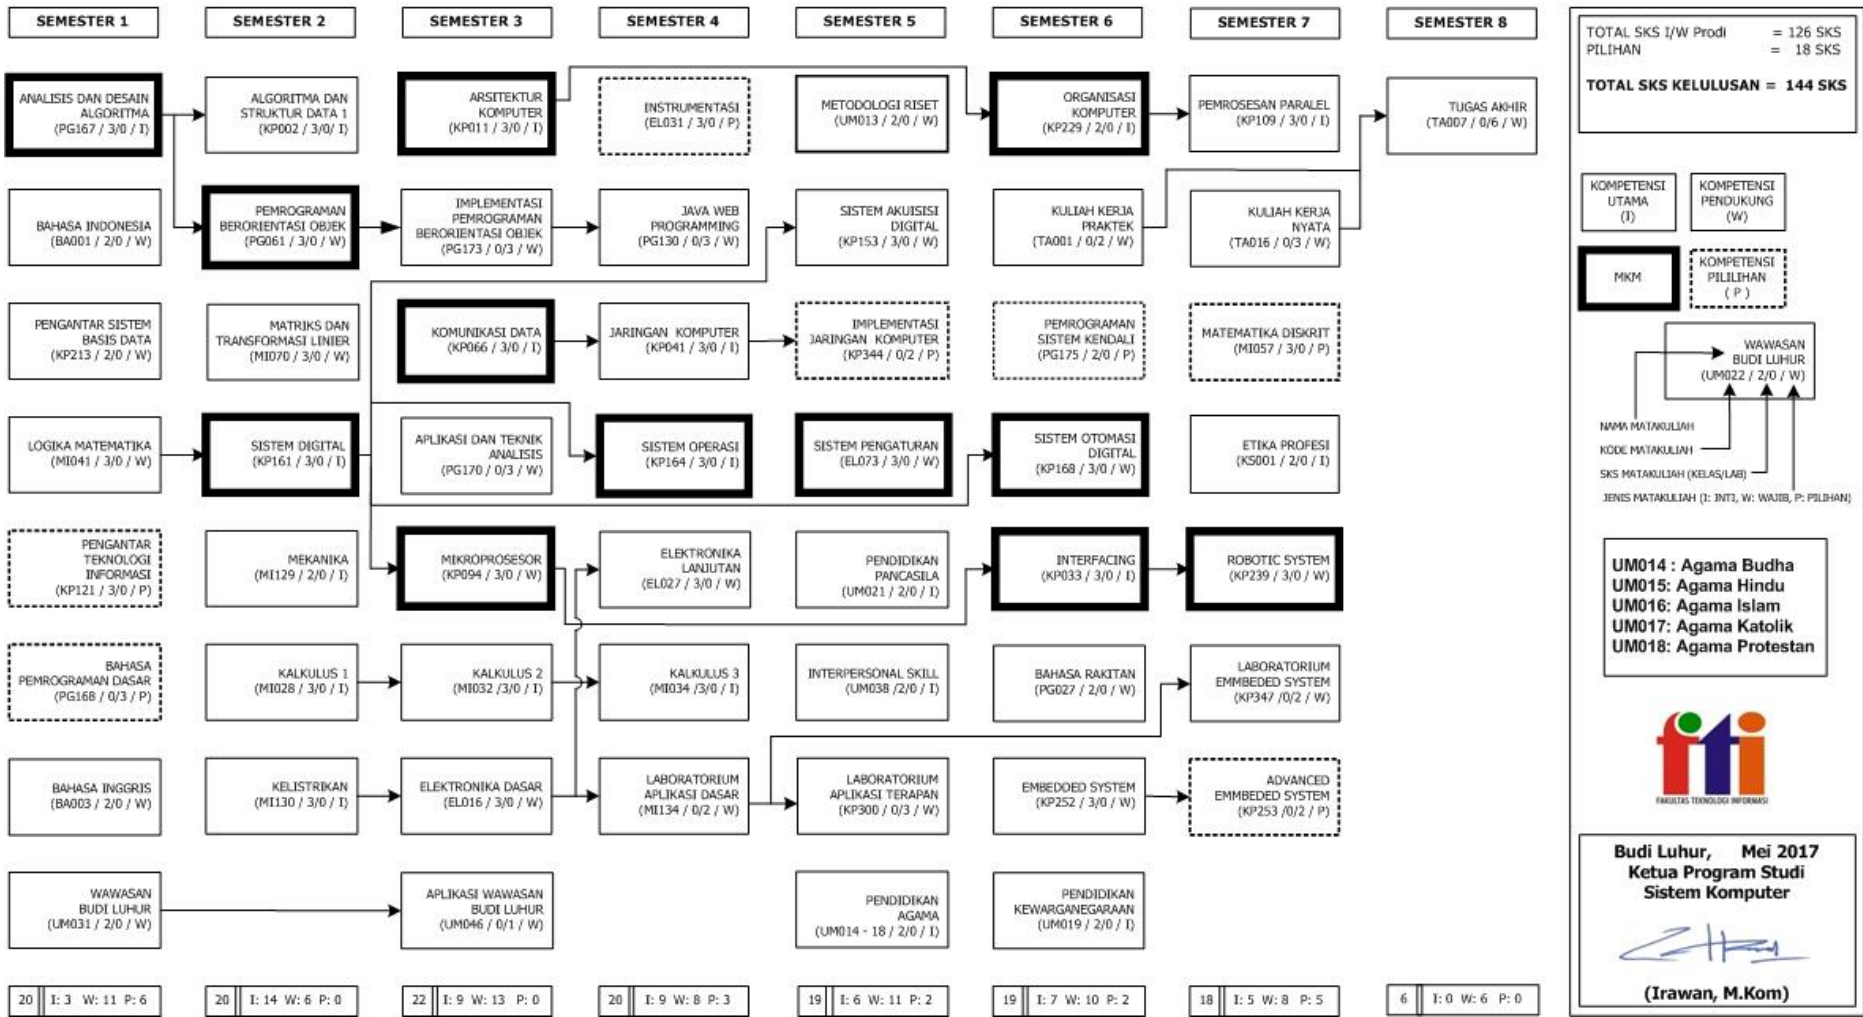 SEMESTER 1
SEMESTER 2
SEMESTER 3
SEMESTER 4
SEMESTER 5
SEMESTER 6
SEMESTER 7
SEMESTER 8
ANALISIS DAN DESAIN
ALGORITMA
(PG167 / 3/0 / I)
ALGORITMA DAN
STRUKTUR DATA 1
(KP002 / 3/0/ I)
ARSITEKTUR
KOMPUTER
(KP011 / 3/0 / I)
INSTRUMENTASI
(EL031 / 3/0 / P)
METODOLOGI RISET
(UM013 / 2/0 / W)
ORGANISASI
KOMPUTER
(KP229 / 2/0 / I)
PEMROSESAN PARALEL
(KP109 / 3/0 / I)
TUGAS AKHIR
(TA007 / 0/6 / W)
BAHASA INDONESIA
(BA001 / 2/0 / W)
PEMROGRAMAN
BERORIENTASI OBJEK
(PG061 / 3/0 / W)
IMPLEMENTASI
PEMROGRAMAN
BERORIENTASI OBJEK
(PG173 / 0/3 / W)
JAVA WEB
PROGRAMMING
(PG130 / 0/3 / W)
SISTEM AKUISISI
DIGITAL
(KP153 / 3/0 / W)
KULIAH KERJA
PRAKTEK
(TA001 / 0/2 / W)
KULIAH KERJA
NYATA
(TA016 / 0/3 / W)
PENGANTAR SISTEM
BASIS DATA
(KP213 / 2/0 / W)
MATRIKS DAN
TRANSFORMASI LINIER
(MI070 / 3/0 / W)
KOMUNIKASI DATA
(KP066 / 3/0 / I)
JARINGAN KOMPUTER
(KP041 / 3/0 / I)
IMPLEMENTASI
JARINGAN KOMPUTER
(KP344 / 0/2 / P)
PEMROGRAMAN
SISTEM KENDALI
(PG175 / 2/0 / P)
MATEMATIKA DISKRIT
(MI057 / 3/0 / P)
LOGIKA MATEMATIKA
(MI041 / 3/0 / W)
SISTEM DIGITAL
(KP161 / 3/0 / I)
APLIKASI DAN TEKNIK
ANALISIS
(PG170 / 0/3 / W)
SISTEM OPERASI
(KP164 / 3/0 / I)
SISTEM PENGATURAN
(EL073 / 3/0 / W)
SISTEM OTOMASI
DIGITAL
(KP168 / 3/0 / W)
ETIKA PROFESI
(KS001 / 2/0 / I)
PENGANTAR
TEKNOLOGI
INFORMASI
(KP121 / 3/0 / P)
MEKANIKA
(MI129 / 2/0 / I)
MIKROPROSESOR
(KP094 / 3/0 / W)
ELEKTRONIKA
LANJUTAN
(EL027 / 3/0 / W)
PENDIDIKAN
PANCASILA
(UM021 / 2/0 / I)
INTERFACING
(KP033 / 3/0 / I)
ROBOTIC SYSTEM
(KP239 / 3/0 / W)
BAHASA
PEMROGRAMAN DASAR
(PG168 / 0/3 / P)
KALKULUS 1
(MI028 / 3/0 / I)
KALKULUS 2
(MI032 /3/0 / I)
KALKULUS 3
(MI034 /3/0 / I)
INTERPERSONAL SKILL
(UM038 /2/0 / I)
BAHASA RAKITAN
(PG027 / 2/0 / W)
LABORATORIUM
EMMBEDED SYSTEM
(KP347 /0/2 / W)
BAHASA INGGRIS
(BA003 / 2/0 / W)
KELISTRIKAN
(MI130 / 3/0 / I)
ELEKTRONIKA DASAR
(EL016 / 3/0 / W)
LABORATORIUM
APLIKASI DASAR
(MI134 / 0/2 / W)
LABORATORIUM
APLIKASI TERAPAN
(KP300 / 0/3 / W)
EMBEDDED SYSTEM
(KP252 / 3/0 / W)
ADVANCED
EMMBEDED SYSTEM
(KP253 /0/2 / P)
WAWASAN
BUDI LUHUR
(UM031 / 2/0 / W)
APLIKASI WAWASAN
BUDI LUHUR
(UM046 / 0/1 / W)
PENDIDIKAN
AGAMA
(UM014 - 18 / 2/0 / I)
PENDIDIKAN
KEWARGANEGARAAN
(UM019 / 2/0 / I)
20 I: 3 W: 11 P: 6
20 I: 14 W: 6 P: 0
22 I: 9 W: 13 P: 0
20 I: 9 W: 8 P: 3
19 I: 6 W: 11 P: 2
19 I: 7 W: 10 P: 2
18 I: 5 W: 8 P: 5
6 I: 0 W: 6 P: 0
TOTAL SKS I/W Prodi = 126 SKS
PILIHAN = 18 SKS
TOTAL SKS KELULUSAN = 144 SKS
KOMPETENSI
UTAMA
(I)
KOMPETENSI
PENDUKUNG
(W)
MKM
KOMPETENSI
PILILIHAN
( P )
WAWASAN
BUDI LUHUR
(UM022 / 2/0 / W)
NAMA MATAKULIAH
KODE MATAKULIAH
SKS MATAKULIAH (KELAS/LAB)
JENIS MATAKULIAH (I: INTI, W: WAJIB, P: PILIHAN)
UM014 : Agama Budha
UM015: Agama Hindu
UM016: Agama Islam
UM017: Agama Katolik
UM018: Agama Protestan
fti
FAKULTAS TEKNOLOGI INFORMASI
Budi Luhur, Mei 2017
Ketua Program Studi
Sistem Komputer
(Irawan, M.Kom)